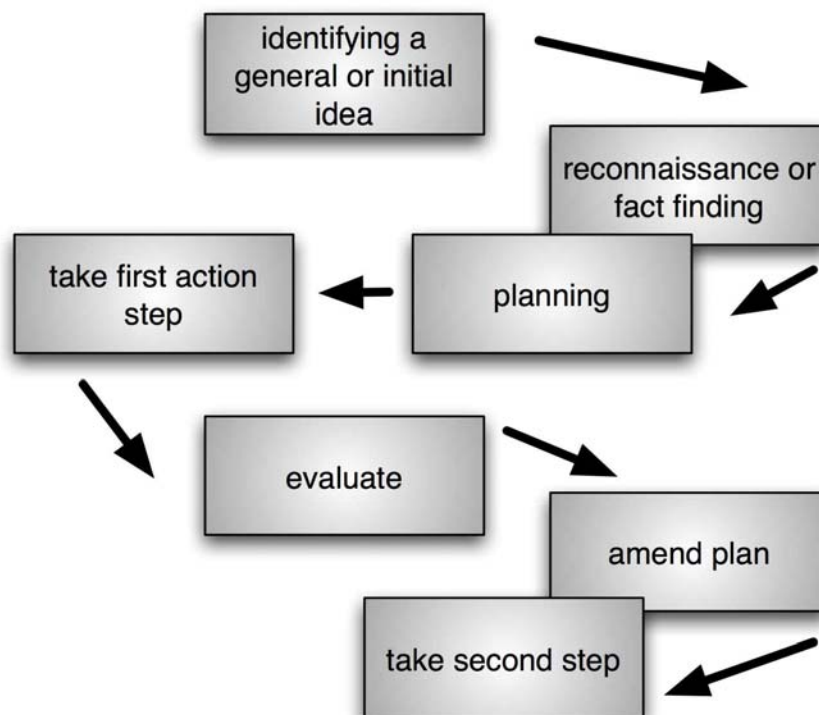 identifying a
general or initial
idea
reconnaissance or
fact finding
planning
take first action
step
evaluate
amend plan
take second step